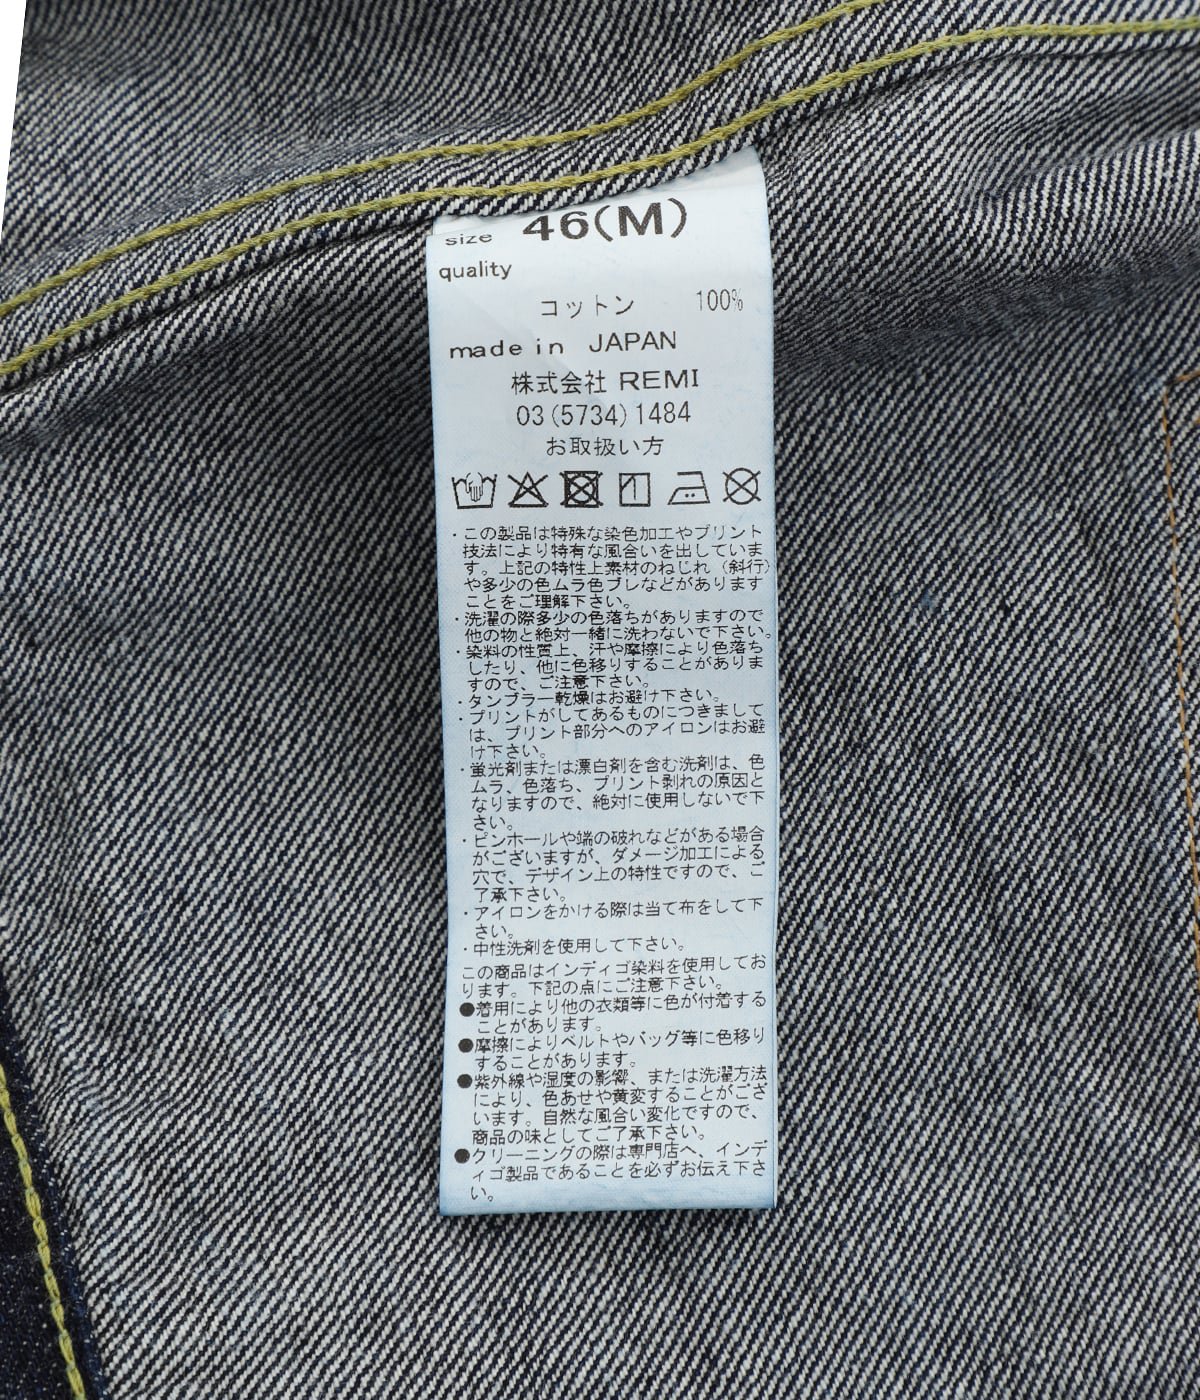 size 46(M)
quality
コットン 100%
made in JAPAN
株式会社 REMI
03(5734)1484
お取扱い方
・この製品は特殊な染色加工やプリント
技法により特有な風合いを出していま
す。上記の特性上素材のねじれ（斜行）
や多少の色ムラ色ブレなどがあります
ことをご理解下さい。
・洗濯の際多少の色落ちがありますので
他の物と絶対一緒に洗わないで下さい。
・染料の性質上、汗や摩擦により色落ち
したり、他に色移りすることがありま
すので、ご注意下さい。
・タンブラー乾燥はお避け下さい。
・プリントがしてあるものにつきまして
は、プリント部分へのアイロンはお避
け下さい。
・蛍光剤または漂白剤を含む洗剤は、色
ムラ、色落ち、プリント剥れの原因と
なりますので、絶対に使用しないで下
さい。
・ピンホールや端の破れなどがある場合
がございますが、ダメージ加工による
穴で、デザイン上の特性ですので、ご
了承下さい。
・アイロンをかける際は当て布をして下
さい。
・中性洗剤を使用して下さい。
この商品はインディゴ染料を使用してお
ります。下記の点にご注意下さい。
●着用により他の衣類等に色が付着する
ことがあります。
●摩擦によりベルトやバッグ等に色移り
することがあります。
●紫外線や湿度の影響、または洗濯方法
により、色あせや黄変することがござ
います。自然な風合い変化ですので、
商品の味としてご了承下さい。
●クリーニングの際は専門店へ、インデ
ィゴ製品であることを必ずお伝え下さ
い。